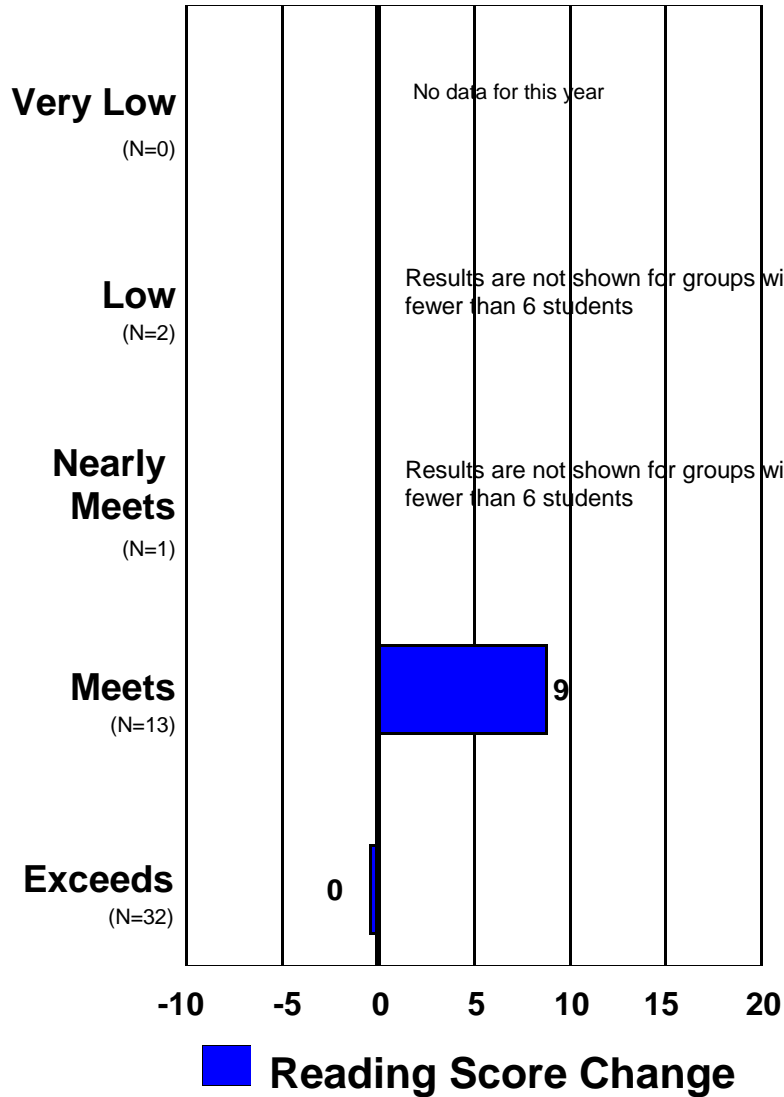 Very Low
(N=0)
No data for this year
Low
(N=2)
Results are not shown for groups wi
fewer than 6 students
Nearly
Meets
(N=1)
Results are not shown for groups wi
fewer than 6 students
Meets
(N=13)
9
Exceeds
(N=32)
0
-10 -5 0 5 10 15 20
Reading Score Change